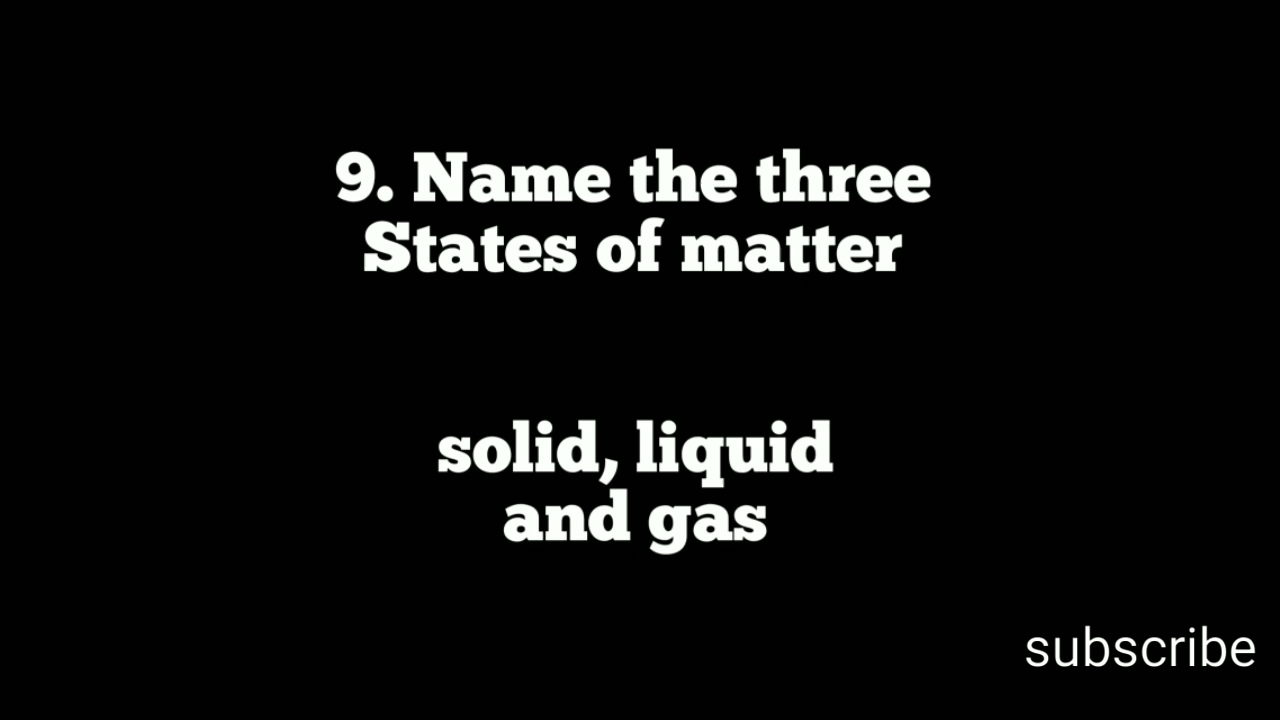 9. Name the three
States of matter
solid, liquid
and gas
subscribe